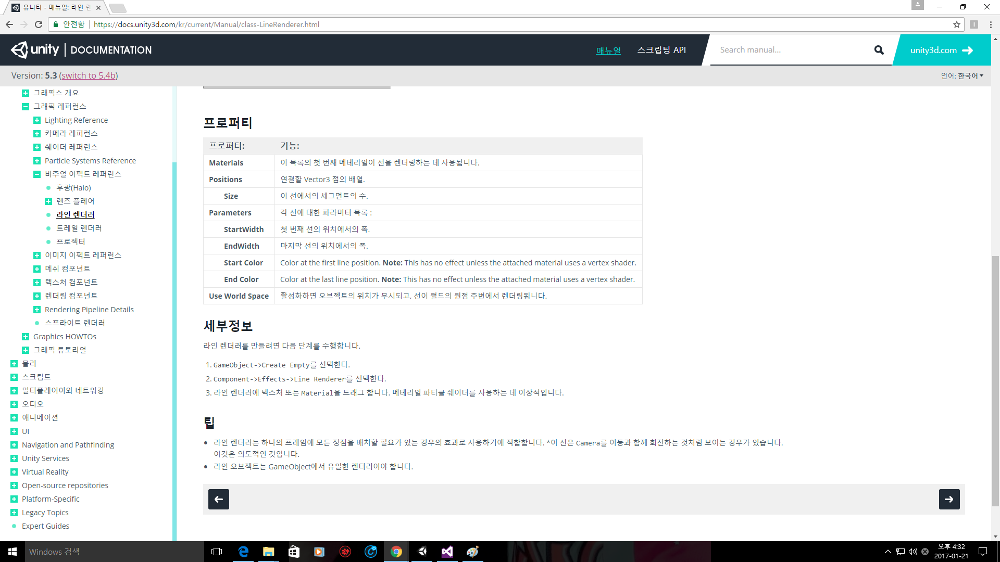 유니티 - 매뉴얼: 라인 렌
안전함 https://docs.unity3d.com/kr/current/Manual/class-LineRenderer.html
unity DOCUMENTATION
매뉴얼 스크립팅 API
Search manual...
unity3d.com
Version: 5.3 (switch to 5.4b)
언어: 한국어
그래픽스 개요
그래픽 레퍼런스
Lighting Reference
카메라 레퍼런스
쉐이더 레퍼런스
Particle Systems Reference
비주얼 이펙트 레퍼런스
후광(Halo)
렌즈 플레어
라인 렌더러
트레일 렌더러
프로젝터
이미지 이펙트 레퍼런스
메쉬 컴포넌트
텍스처 컴포넌트
렌더링 컴포넌트
Rendering Pipeline Details
스프라이트 렌더러
Graphics HOWTOs
그래픽 튜토리얼
물리
스크립트
멀티플레이어와 네트워킹
오디오
애니메이션
UI
Navigation and Pathfinding
Unity Services
Virtual Reality
Open-source repositories
Platform-Specific
Legacy Topics
Expert Guides
프로퍼티
프로퍼티: 기능:
Materials 이 목록의 첫 번째 메테리얼이 선을 렌더링하는 데 사용됩니다.
Positions 연결할 Vector3 점의 배열.
Size 이 선에서의 세그먼트의 수.
Parameters 각 선에 대한 파라미터 목록 :
StartWidth 첫 번째 선의 위치에서의 폭.
EndWidth 마지막 선의 위치에서의 폭.
Start Color Color at the first line position. Note: This has no effect unless the attached material uses a vertex shader.
End Color Color at the last line position. Note: This has no effect unless the attached material uses a vertex shader.
Use World Space 활성화하면 오브젝트의 위치가 무시되고, 선이 월드의 원점 주변에서 렌더링됩니다.
세부정보
라인 렌더러를 만들려면 다음 단계를 수행합니다.
1. GameObject->Create Empty를 선택한다.
2. Component->Effects->Line Renderer를 선택한다.
3. 라인 렌더러에 텍스처 또는 Material을 드래그 합니다. 메테리얼 파티클 쉐이더를 사용하는 데 이상적입니다.
팁
• 라인 렌더러는 하나의 프레임에 모든 정점을 배치할 필요가 있는 경우의 효과로 사용하기에 적합합니다. *이 선은 Camera를 이동과 함께 회전하는 것처럼 보이는 경우가 있습니다.
이것은 의도적인 것입니다.
• 라인 오브젝트는 GameObject에서 유일한 렌더러여야 합니다.
Windows 검색
오후 4:32
2017-01-21